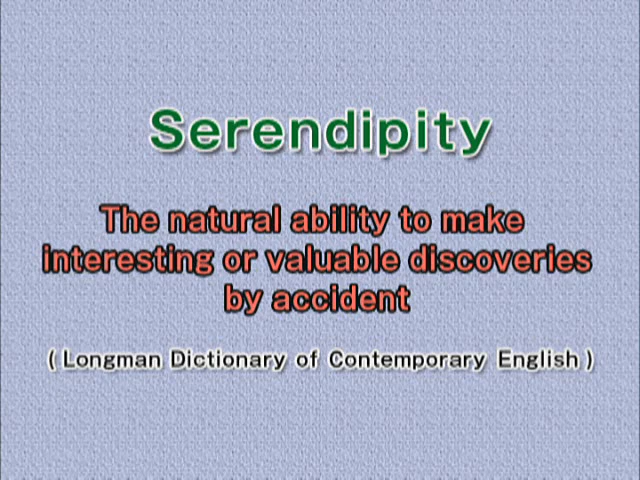 Serendipity
The natural ability to make
interesting or valuable discoveries
by accident
( Longman Dictionary of Contemporary English )